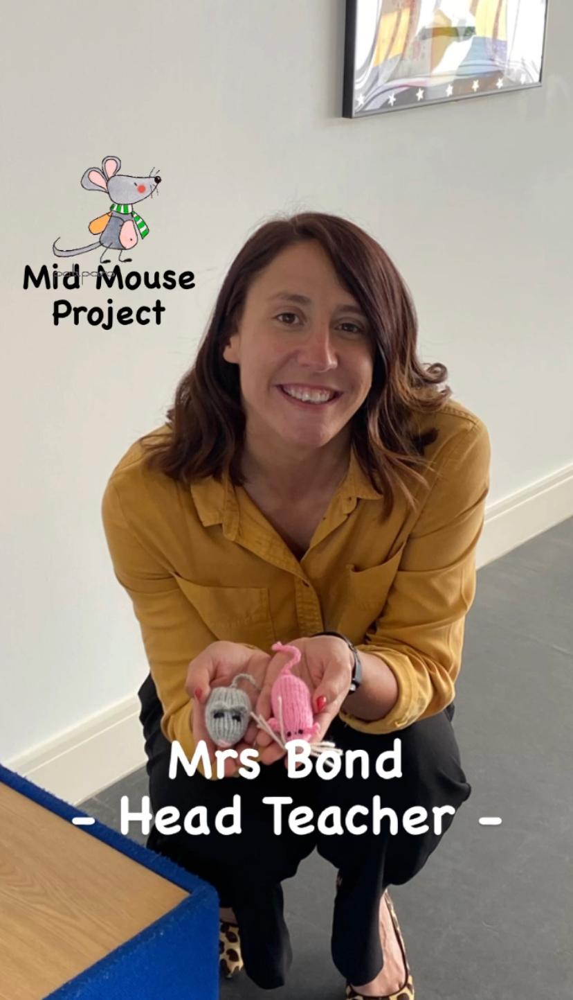 Mid Mouse
Project
Mrs Bond
- Head Teacher -